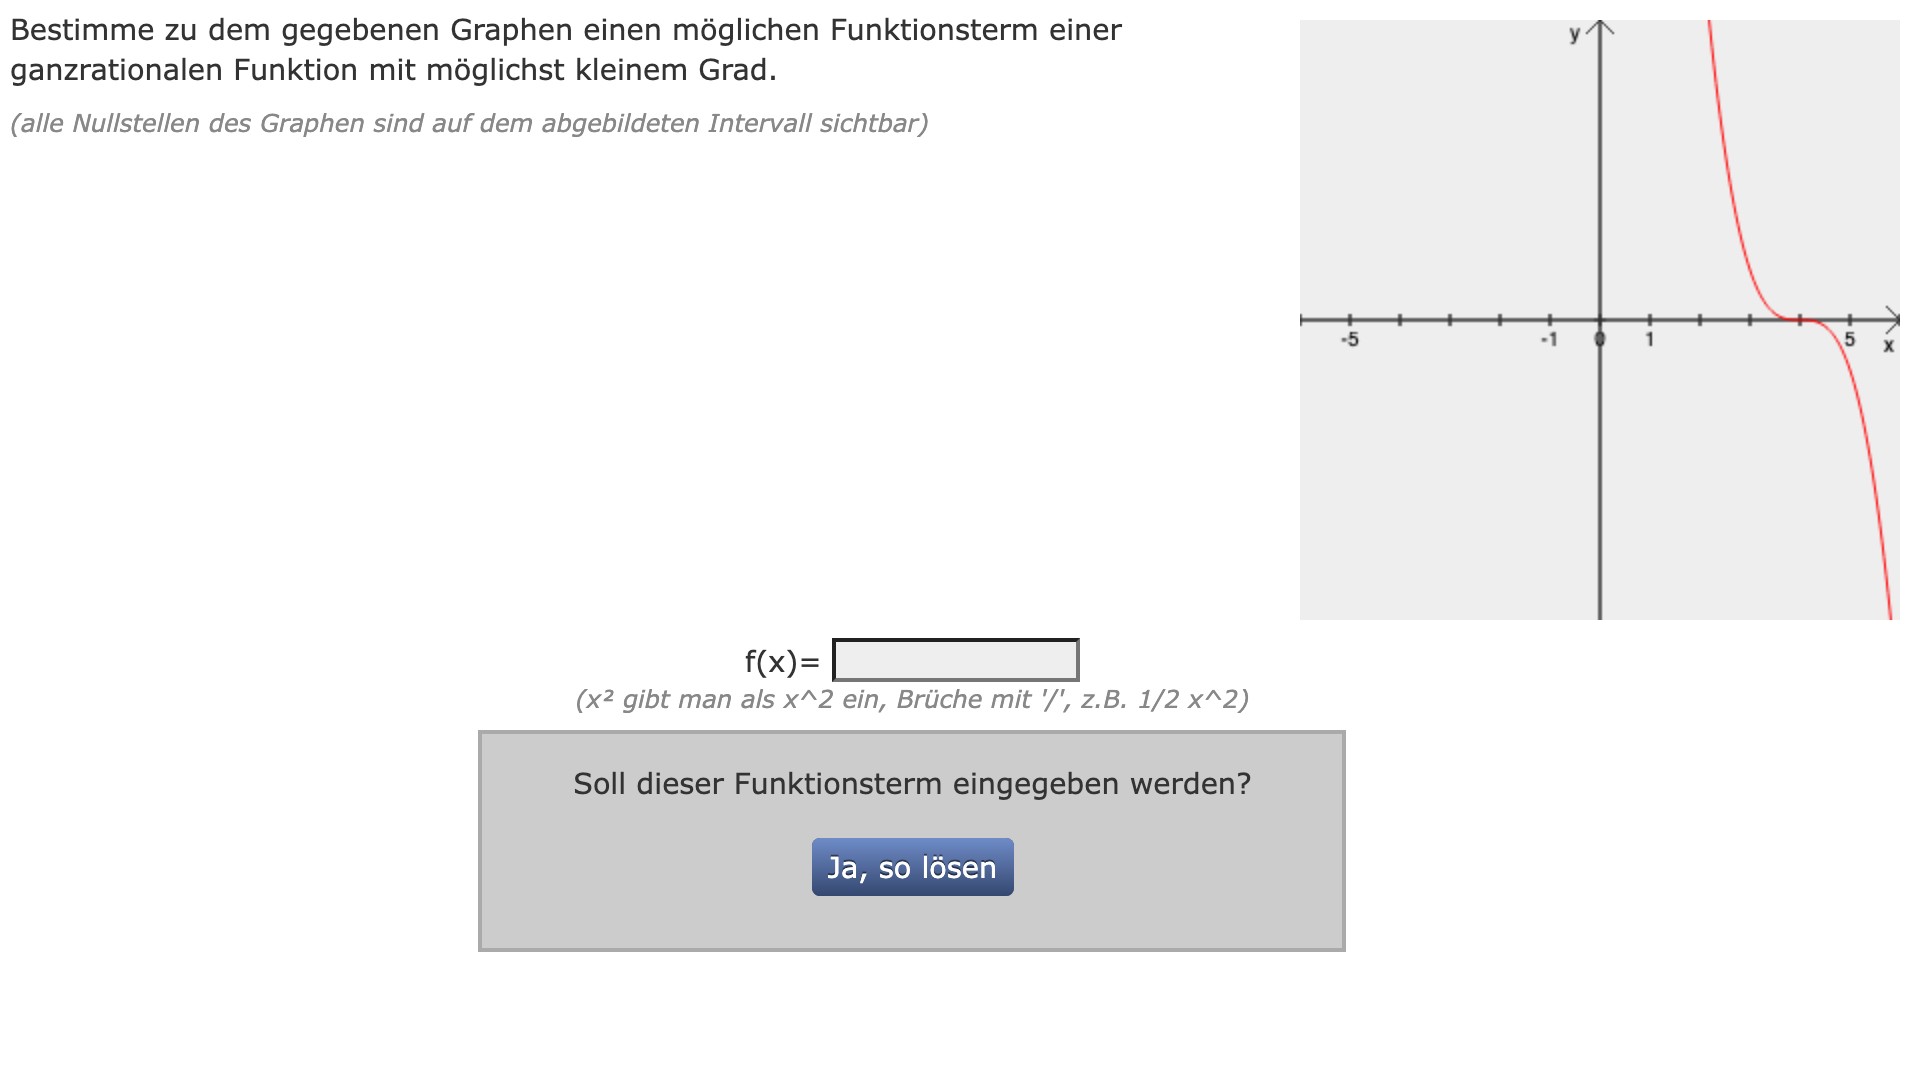 Bestimme zu dem gegebenen Graphen einen möglichen Funktionsterm einer
ganzrationalen Funktion mit möglichst kleinem Grad.
(alle Nullstellen des Graphen sind auf dem abgebildeten Intervall sichtbar)
y
-5 -1 0 1 5 x
f(x)=
(x² gibt man als x^2 ein, Brüche mit '/', z.B. 1/2 x^2)
Soll dieser Funktionsterm eingegeben werden?
Ja, so lösen